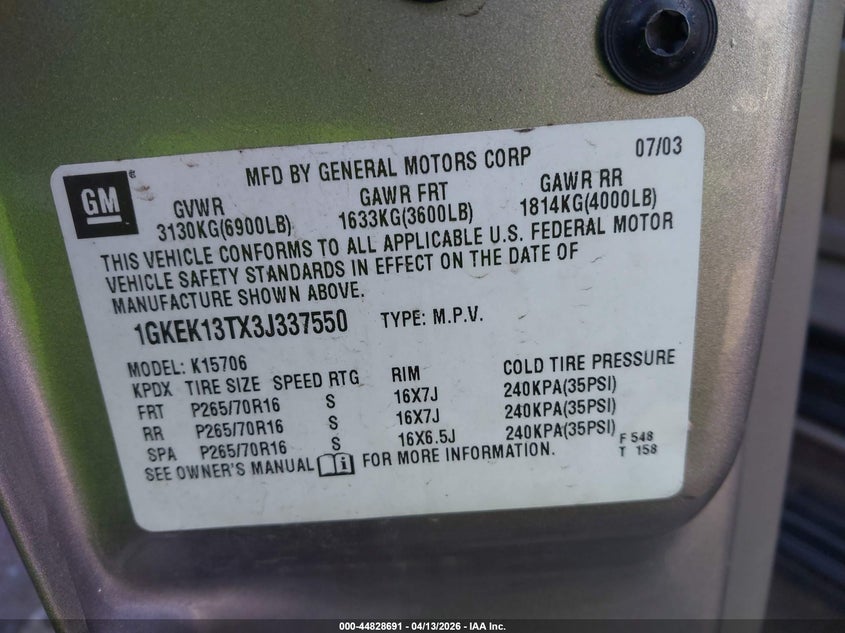 GM
MFD BY GENERAL MOTORS CORP 07/03
GVWR GAWR FRT GAWR RR
3130KG(6900LB) 1633KG(3600LB) 1814KG(4000LB)
THIS VEHICLE CONFORMS TO ALL APPLICABLE U.S. FEDERAL MOTOR
VEHICLE SAFETY STANDARDS IN EFFECT ON THE DATE OF
MANUFACTURE SHOWN ABOVE.
1GKEK13TX3J337550 TYPE: M.P.V.
MODEL: K15706
KPDX TIRE SIZE SPEED RTG RIM COLD TIRE PRESSURE
FRT P265/70R16 S 16X7J 240KPA(35PSI)
RR P265/70R16 S 16X7J 240KPA(35PSI)
SPA P265/70R16 S 16X6.5J 240KPA(35PSI)
SEE OWNER'S MANUAL FOR MORE INFORMATION.
F 548
T 158
000-44828691 - 04/13/2026 - IAA Inc.